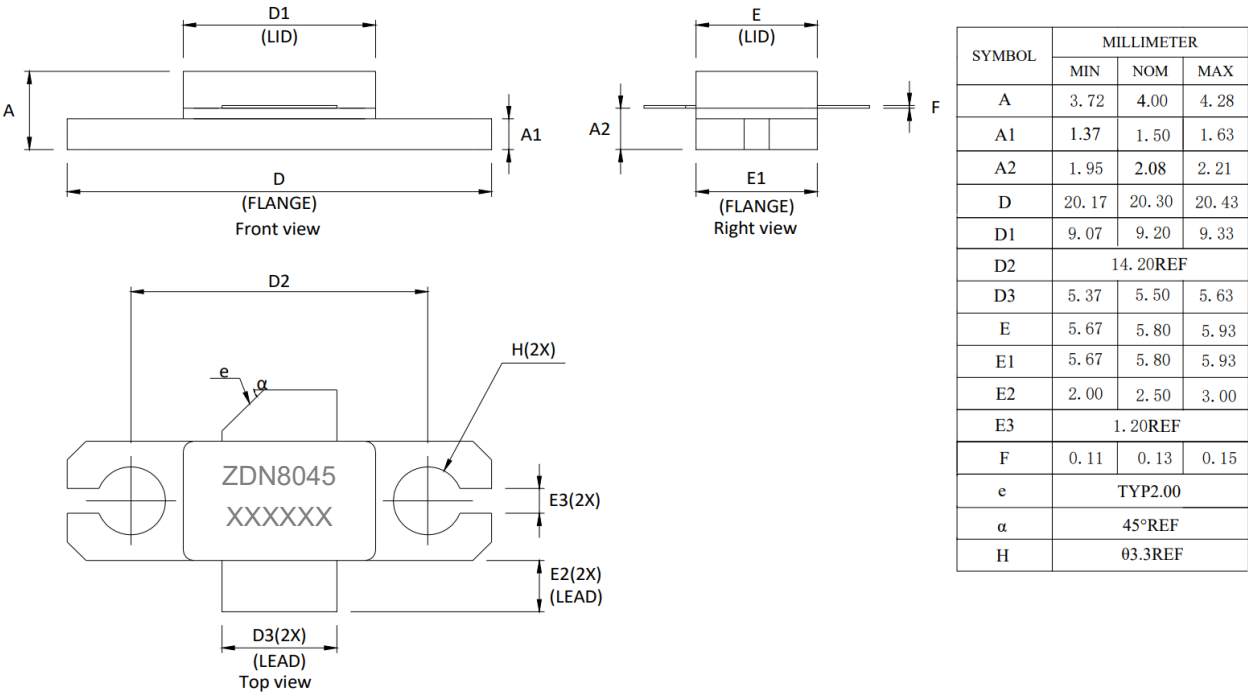 D1
(LID)
A
A1
D
(FLANGE)
Front view
E
(LID)
F
A2
E1
(FLANGE)
Right view
D2
H(2X)
e
α
ZDN8045
XXXXXX
E3(2X)
E2(2X)
(LEAD)
D3(2X)
(LEAD)
Top view
SYMBOL MILLIMETER
MIN NOM MAX
A 3.72 4.00 4.28
A1 1.37 1.50 1.63
A2 1.95 2.08 2.21
D 20.17 20.30 20.43
D1 9.07 9.20 9.33
D2 14.20REF
D3 5.37 5.50 5.63
E 5.67 5.80 5.93
E1 5.67 5.80 5.93
E2 2.00 2.50 3.00
E3 1.20REF
F 0.11 0.13 0.15
e TYP2.00
α 45°REF
H θ3.3REF